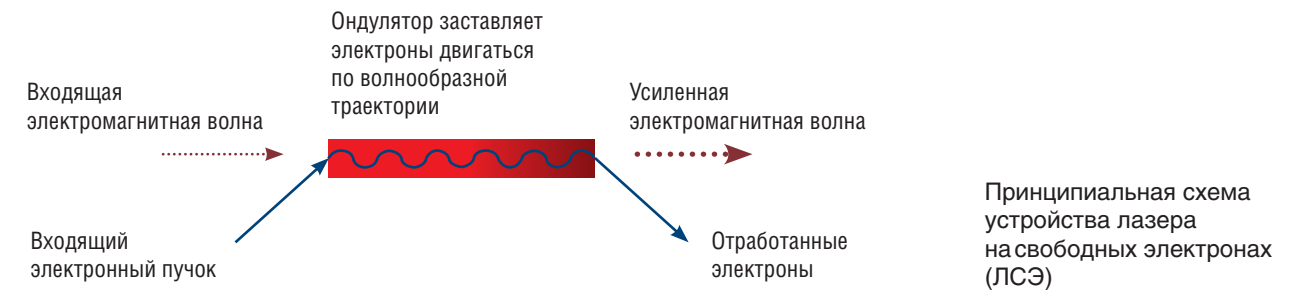 Ондулятор заставляет
электроны двигаться
по волнообразной
траектории
Входящая
электромагнитная волна
Усиленная
электромагнитная волна
Входящий
электронный пучок
Отработанные
электроны
Принципиальная схема
устройства лазера
на свободных электронах
(ЛСЭ)